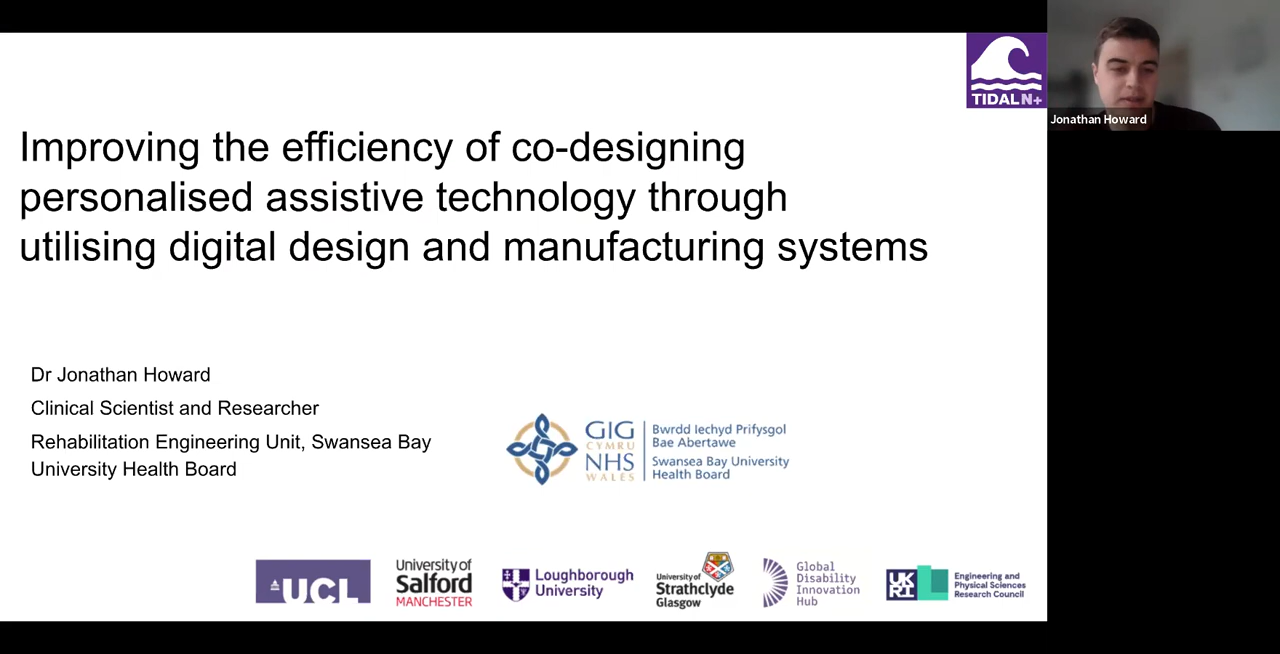 TIDAL N+
Jonathan Howard
Improving the efficiency of co-designing
personalised assistive technology through
utilising digital design and manufacturing systems
Dr Jonathan Howard
Clinical Scientist and Researcher
Rehabilitation Engineering Unit, Swansea Bay
University Health Board
GIG
CYMRU
NHS
WALES
Bwrdd Iechyd Prifysgol
Bae Abertawe
Swansea Bay University
Health Board
UCL
University of
Salford
MANCHESTER
Loughborough
University
University of
Strathclyde
Glasgow
Global
Disability
Innovation
Hub
UK
RI
Engineering and
Physical Sciences
Research Council